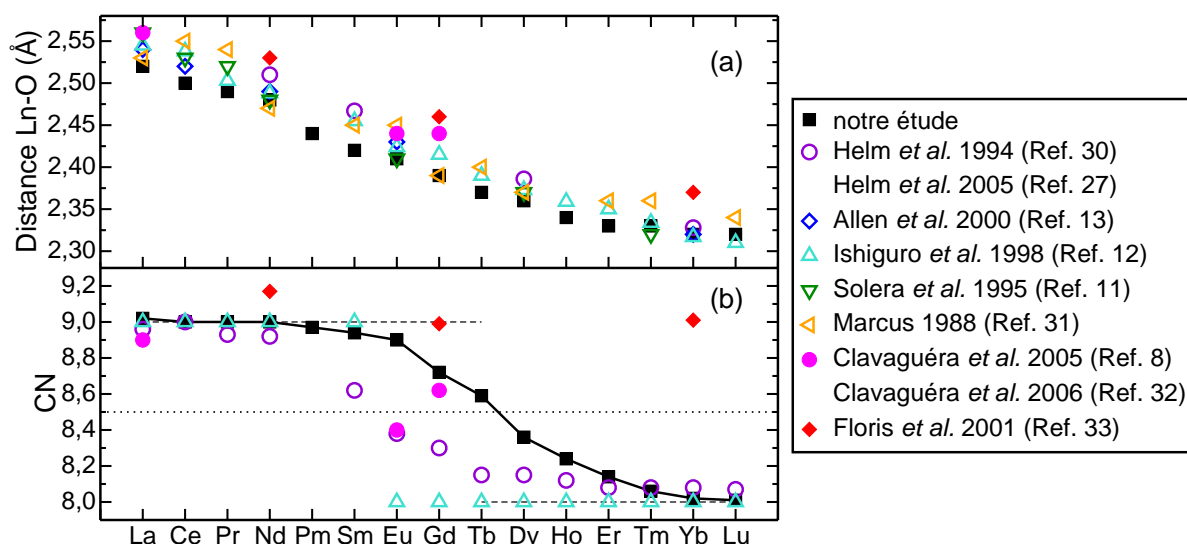 2,55
2,50
2,45
2,40
2,35
2,30
Distance Ln-O (Å)
(a)
9,2
9,0
8,8
8,6
8,4
8,2
8,0
CN
(b)
La Ce Pr Nd Pm Sm Eu Gd Tb Dy Ho Er Tm Yb Lu
notre étude
Helm et al. 1994 (Ref. 30)
Helm et al. 2005 (Ref. 27)
Allen et al. 2000 (Ref. 13)
Ishiguro et al. 1998 (Ref. 12)
Solera et al. 1995 (Ref. 11)
Marcus 1988 (Ref. 31)
Clavaguéra et al. 2005 (Ref. 8)
Clavaguéra et al. 2006 (Ref. 32)
Floris et al. 2001 (Ref. 33)